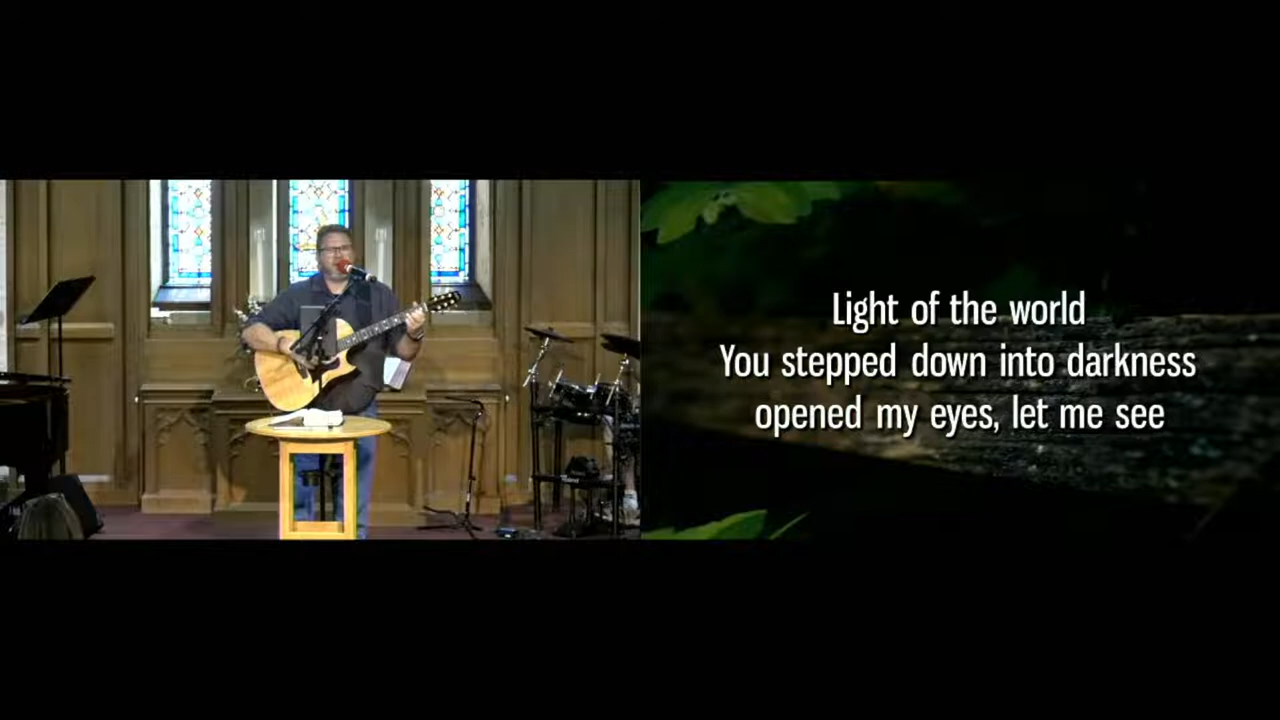 Light of the world
You stepped down into darkness
opened my eyes, let me see